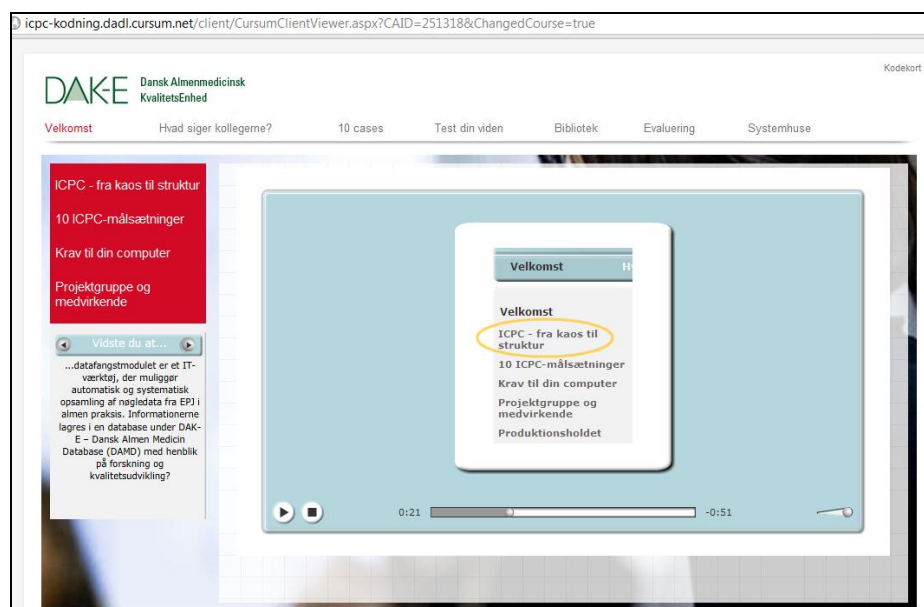 icpc-kodning.dadl.cursum.net/client/CursumClientViewer.aspx?CAID=251318&ChangedCourse=true
Kodekort
DAK-E Dansk Almenmedicinsk
KvalitetsEnhed
Velkomst Hvad siger kollegerne? 10 cases Test din viden Bibliotek Evaluering Systemhuse
ICPC - fra kaos til struktur
10 ICPC-målsætninger
Krav til din computer
Projektgruppe og
medvirkende
Vidste du at...
...datafangstmodulet er et IT-
værktøj, der muliggør
automatisk og systematisk
opsamling af nøgledata fra EPJ i
almen praksis. Informationerne
lagres i en database under DAK-
E – Dansk Almen Medicin
Database (DAMD) med henblik
på forskning og
kvalitetsudvikling?
Velkomst
Velkomst
ICPC - fra kaos til
struktur
10 ICPC-målsætninger
Krav til din computer
Projektgruppe og
medvirkende
Produktionsholdet
0:21 -0:51